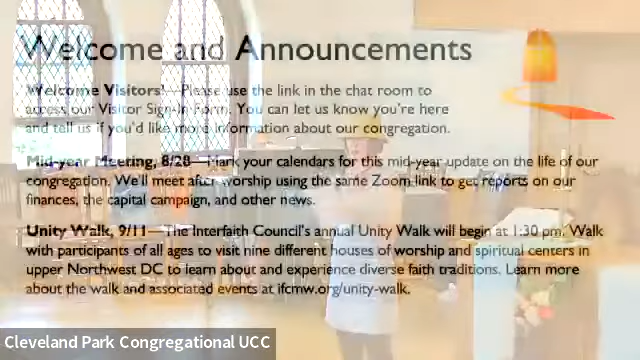 Welcome and Announcements
Welcome Visitors!—Please use the link in the chat room to
access our Visitor Sign-In Form. You can let us know you're here
and tell us if you'd like more information about our congregation.
Mid-year Meeting, 8/28—Mark your calendars for this mid-year update on the life of our
congregation. We'll meet after worship using the same Zoom link to get reports on our
finances, the capital campaign, and other news.
Unity Walk, 9/11—The Interfaith Council's annual Unity Walk will begin at 1:30 pm. Walk
with participants of all ages to visit nine different houses of worship and spiritual centers in
upper Northwest DC to learn about and experience diverse faith traditions. Learn more
about the walk and associated events at ifcmw.org/unity-walk.
Cleveland Park Congregational UCC